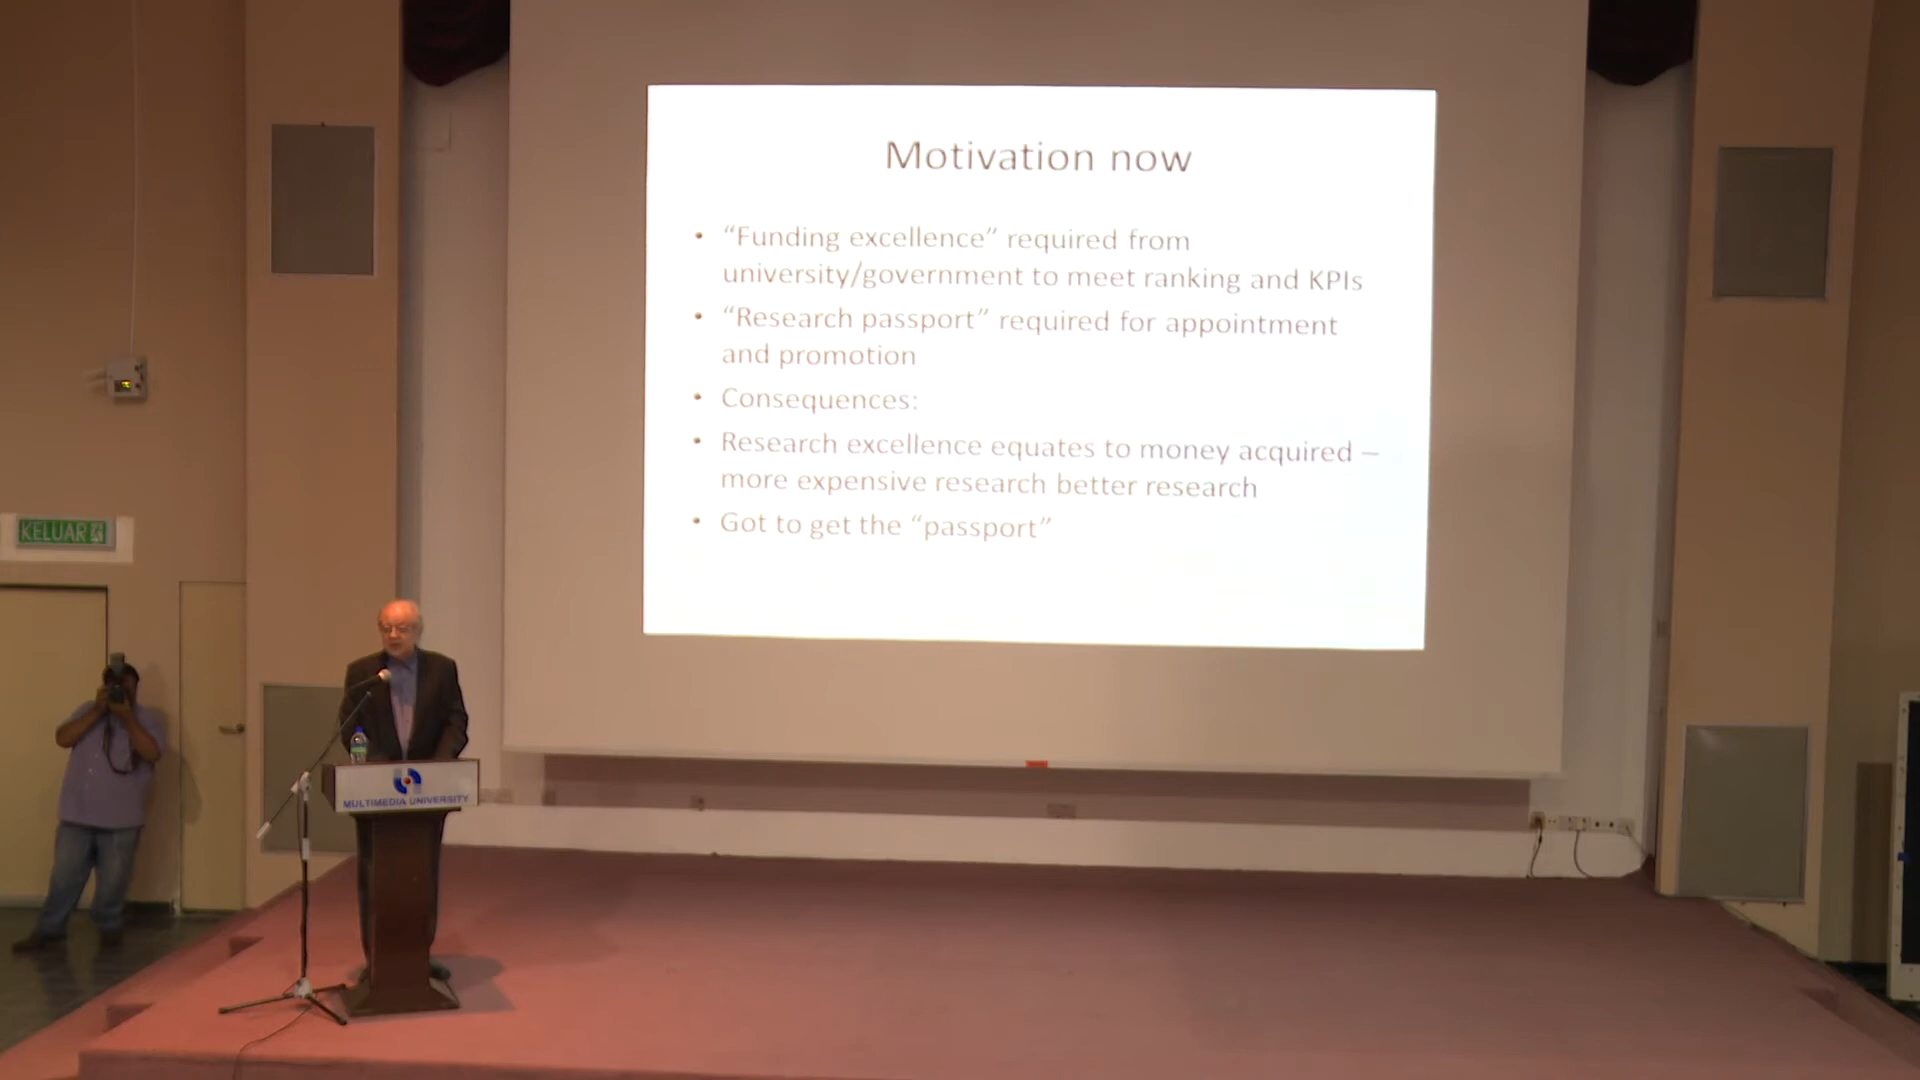 Motivation now
• “Funding excellence” required from
university/government to meet ranking and KPIs
• “Research passport” required for appointment
and promotion
• Consequences:
• Research excellence equates to money acquired –
more expensive research better research
• Got to get the “passport”
KELUAR
MULTIMEDIA UNIVERSITY